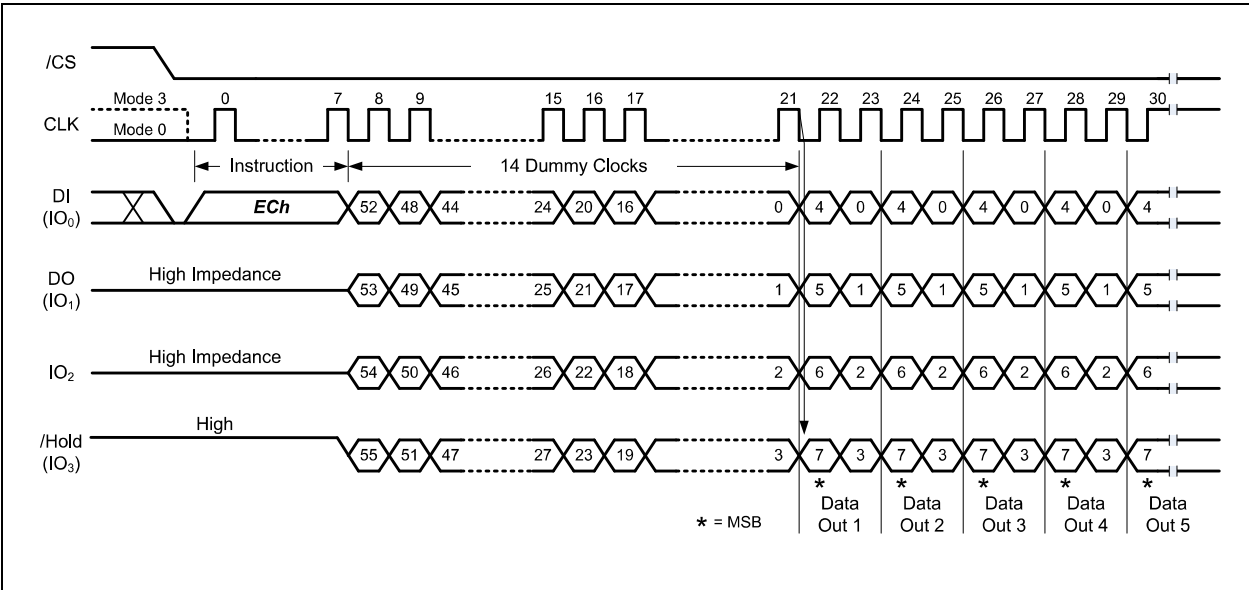 /CS
Mode 3
Mode 0
CLK
0 7 8 9 15 16 17 21 22 23 24 25 26 27 28 29 30
Instruction
14 Dummy Clocks
DI
(IO₀)
ECh 52 48 44 24 20 16 0 4 0 4 0 4 0 4 0 4
DO
(IO₁)
High Impedance
53 49 45 25 21 17 1 5 1 5 1 5 1 5 1 5
IO₂
High Impedance
54 50 46 26 22 18 2 6 2 6 2 6 2 6 2 6
/Hold
(IO₃)
High
55 51 47 27 23 19 3 7 3 7 3 7 3 7 3 7
* * * * *
* = MSB
Data Out 1
Data Out 2
Data Out 3
Data Out 4
Data Out 5